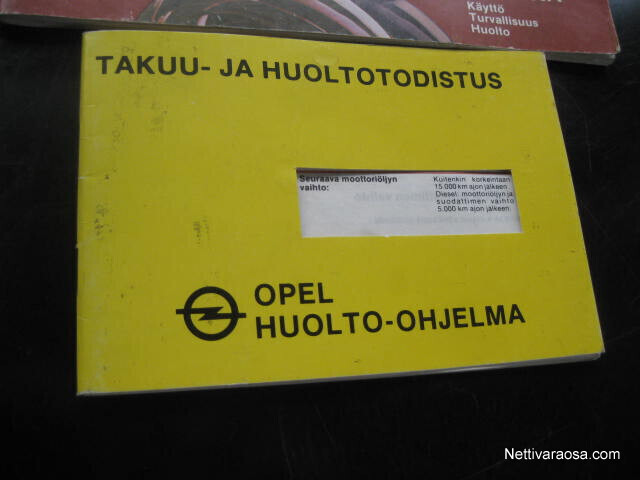 Käyttö
Turvallisuus
Huolto
TAKUU- JA HUOLTOTODISTUS
Seuraava moottoriöljyn
vaihto:
Kuitenkin korkeintaan
15.000 km ajon jälkeen.
Diesel: moottoriöljyn ja
suodattimen vaihto
5.000 km ajon jälkeen.
OPEL
HUOLTO-OHJELMA
Nettivaraosa.com